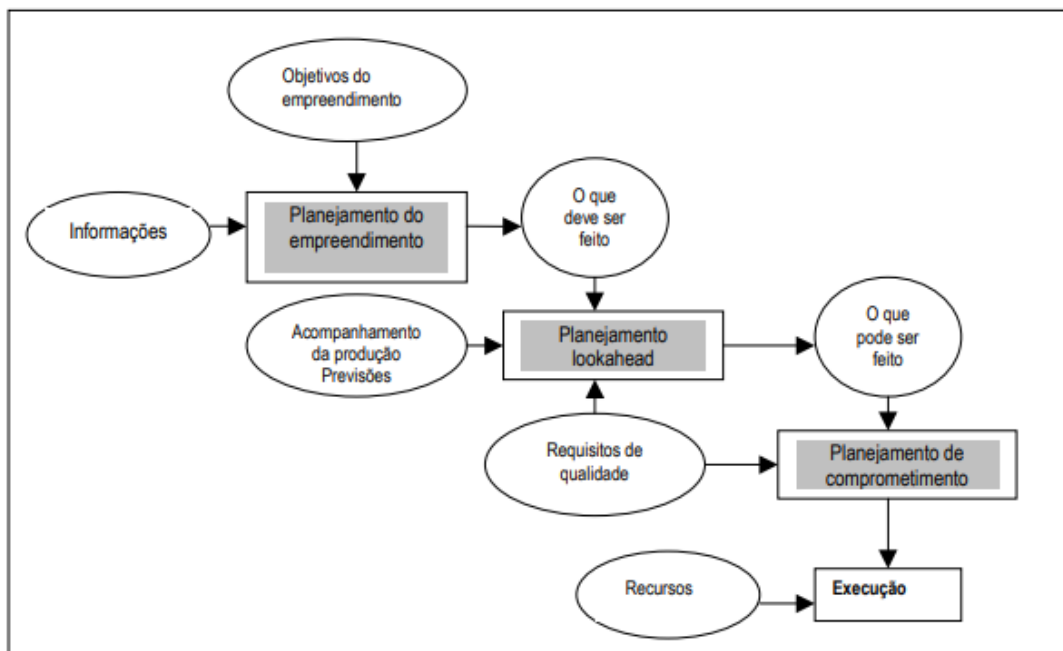 Objetivos do
empreendimento
Informações
Planejamento do
empreendimento
O que
deve ser
feito
Acompanhamento
da produção
Previsões
Planejamento
lookahead
O que
pode ser
feito
Requisitos de
qualidade
Planejamento de
comprometimento
Recursos
Execução